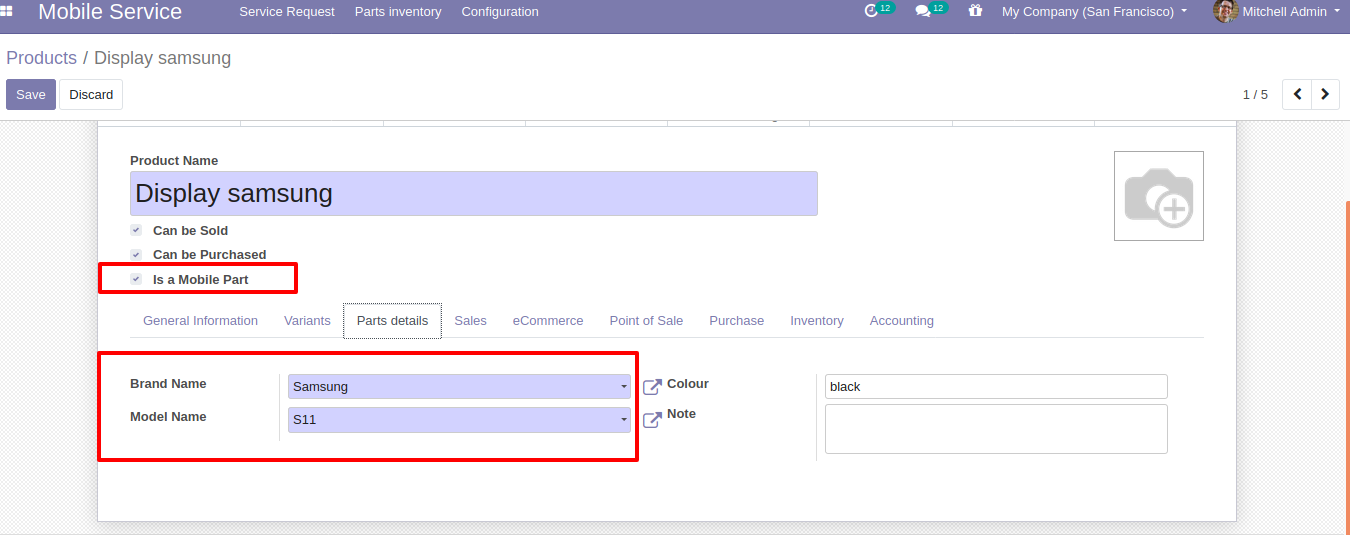 Mobile Service Service Request Parts inventory Configuration 12 12 My Company (San Francisco) Mitchell Admin
Products / Display samsung
Save Discard 1 / 5
Product Name
Display samsung
Can be Sold
Can be Purchased
Is a Mobile Part
General Information Variants Parts details Sales eCommerce Point of Sale Purchase Inventory Accounting
Brand Name Samsung Colour black
Model Name S11 Note